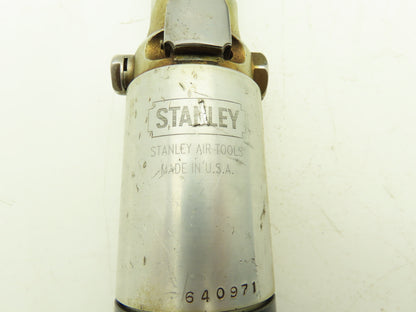 STANLEY
STANLEY AIR TOOLS
MADE IN U.S.A.
640971